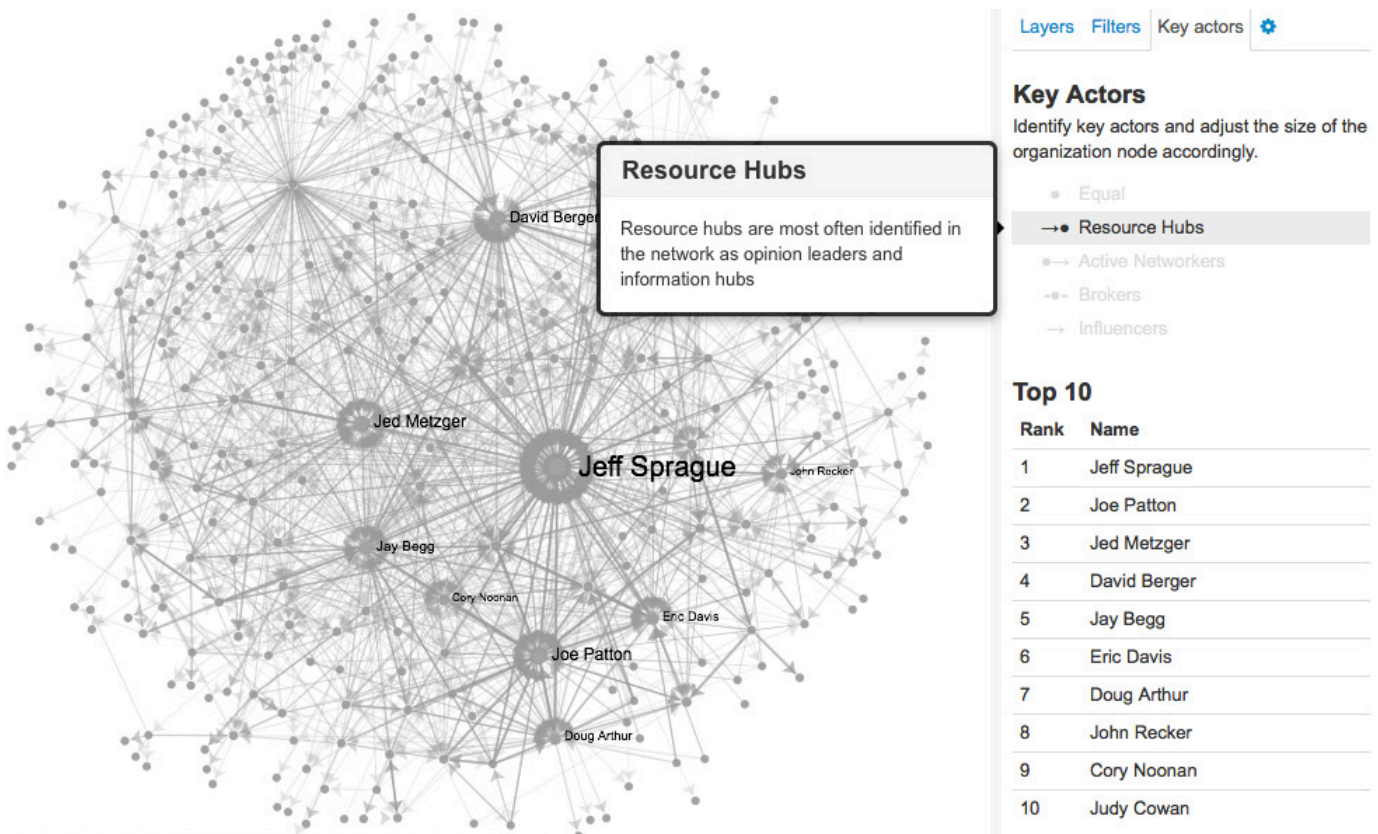 Layers Filters Key actors
Key Actors
Identify key actors and adjust the size of the
organization node accordingly.
Equal
Resource Hubs
Active Networkers
Brokers
Influencers
Top 10
Rank Name
1 Jeff Sprague
2 Joe Patton
3 Jed Metzger
4 David Berger
5 Jay Begg
6 Eric Davis
7 Doug Arthur
8 John Recker
9 Cory Noonan
10 Judy Cowan
Resource Hubs
Resource hubs are most often identified in
the network as opinion leaders and
information hubs
David Berger
Jed Metzger
Jeff Sprague
John Recker
Jay Begg
Cory Noonan
Eric Davis
Joe Patton
Doug Arthur